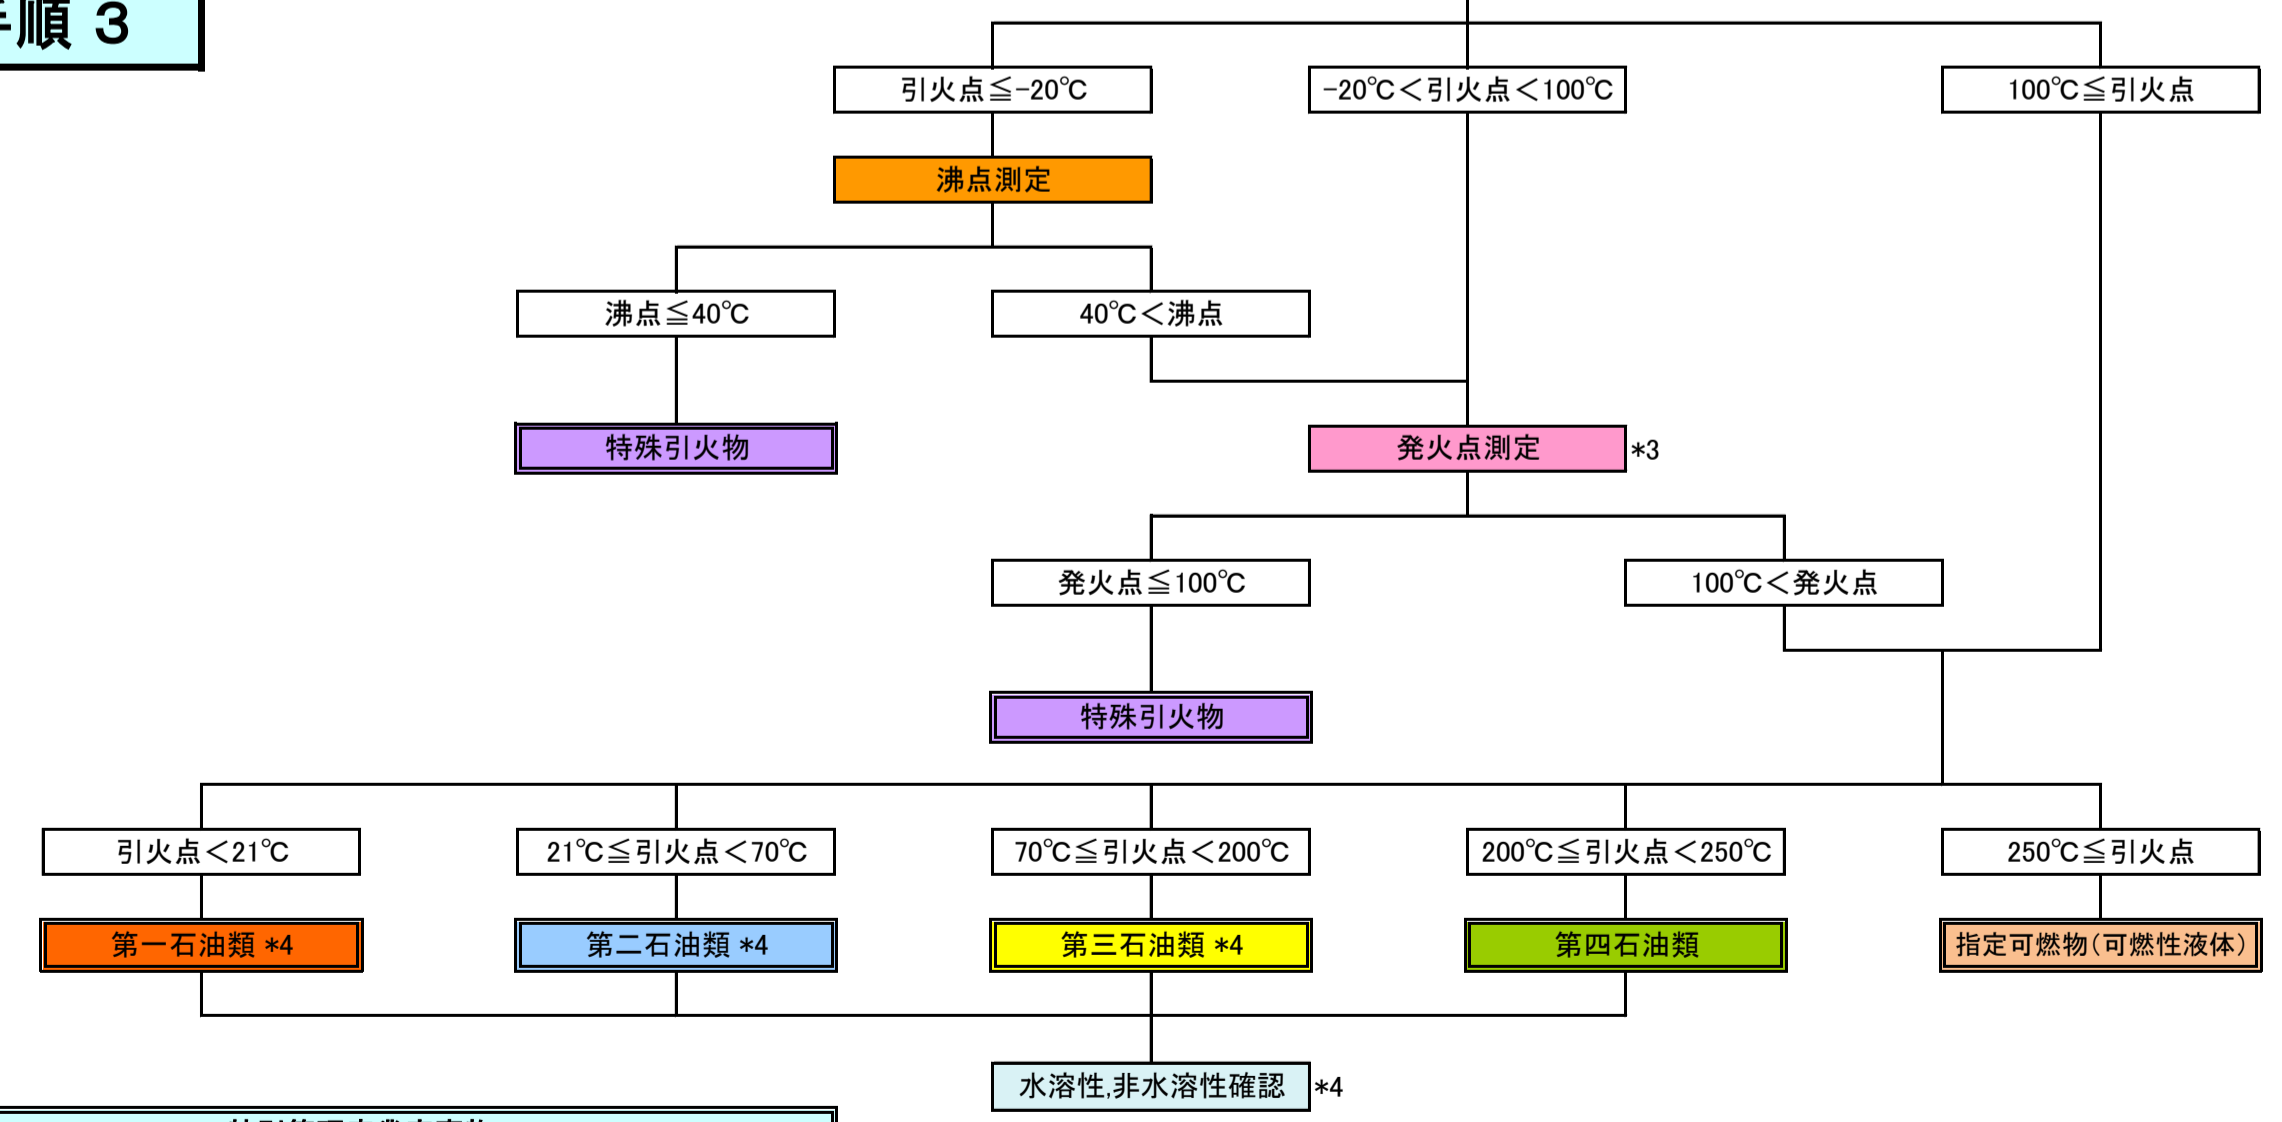 手順 3
引火点≦-20℃
-20℃＜引火点＜100℃
100℃≦引火点
沸点測定
沸点≦40℃
40℃＜沸点
特殊引火物
発火点測定
*3
発火点≦100℃
100℃＜発火点
特殊引火物
引火点＜21℃
21℃≦引火点＜70℃
70℃≦引火点＜200℃
200℃≦引火点＜250℃
250℃≦引火点
第一石油類 *4
第二石油類 *4
第三石油類 *4
第四石油類
指定可燃物(可燃性液体)
水溶性,非水溶性確認
*4